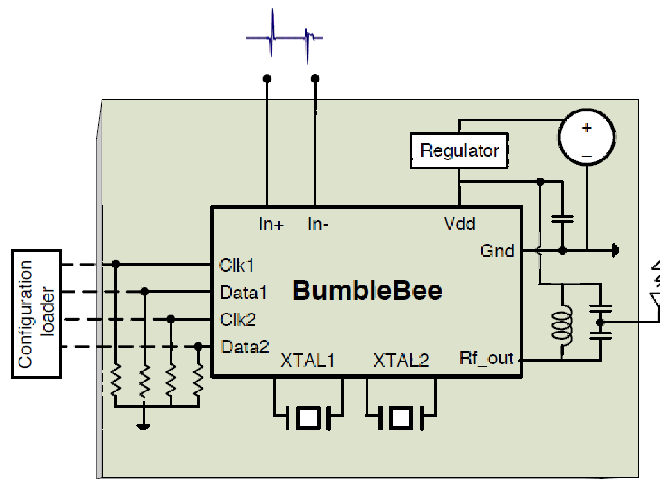 +
−
Regulator
In+
In-
Vdd
Gnd
Configuration
loader
Clk1
Data1
Clk2
Data2
BumbleBee
XTAL1
XTAL2
Rf_out